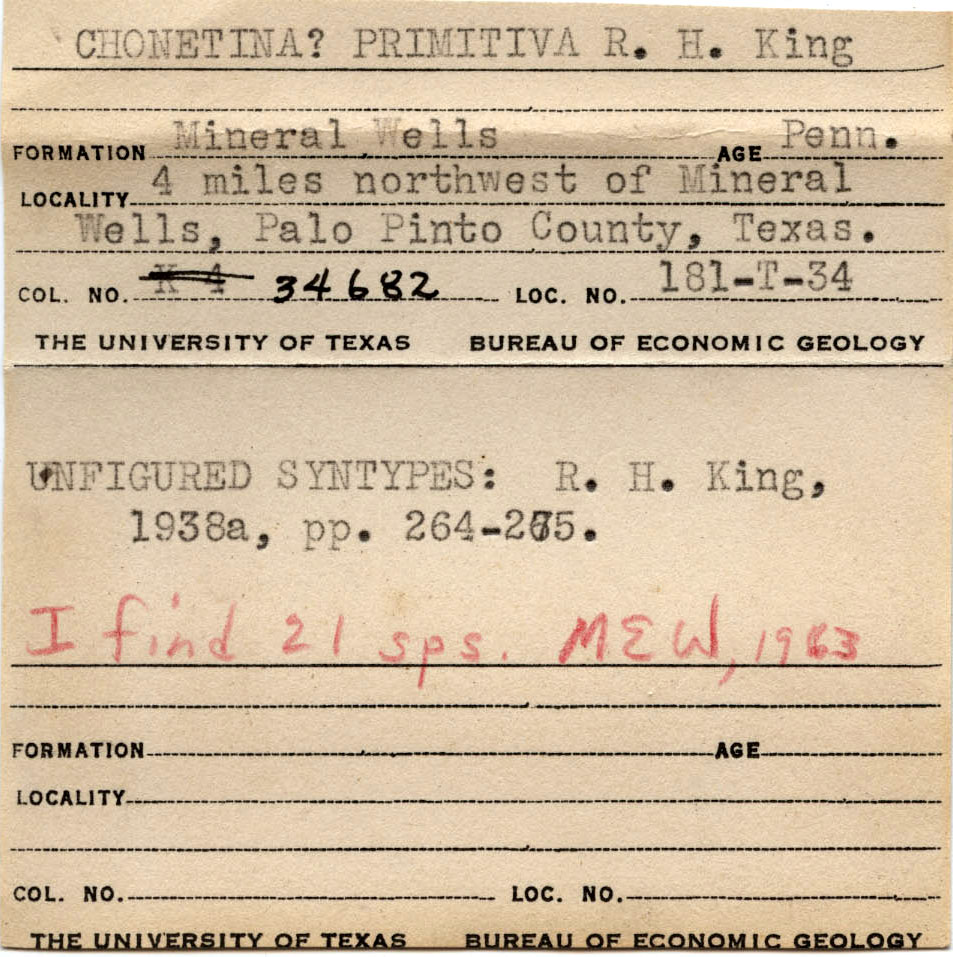 CHONETINA? PRIMITIVA R. H. King
FORMATION Mineral Wells AGE Penn.
LOCALITY 4 miles northwest of Mineral
Wells, Palo Pinto County, Texas.
COL. NO. K 4 34682 LOC. NO. 181-T-34
THE UNIVERSITY OF TEXAS BUREAU OF ECONOMIC GEOLOGY
UNFIGURED SYNTYPES: R. H. King,
1938a, pp. 264-265.
I find 21 sps. MEW, 1963
FORMATION AGE
LOCALITY
COL. NO. LOC. NO.
THE UNIVERSITY OF TEXAS BUREAU OF ECONOMIC GEOLOGY